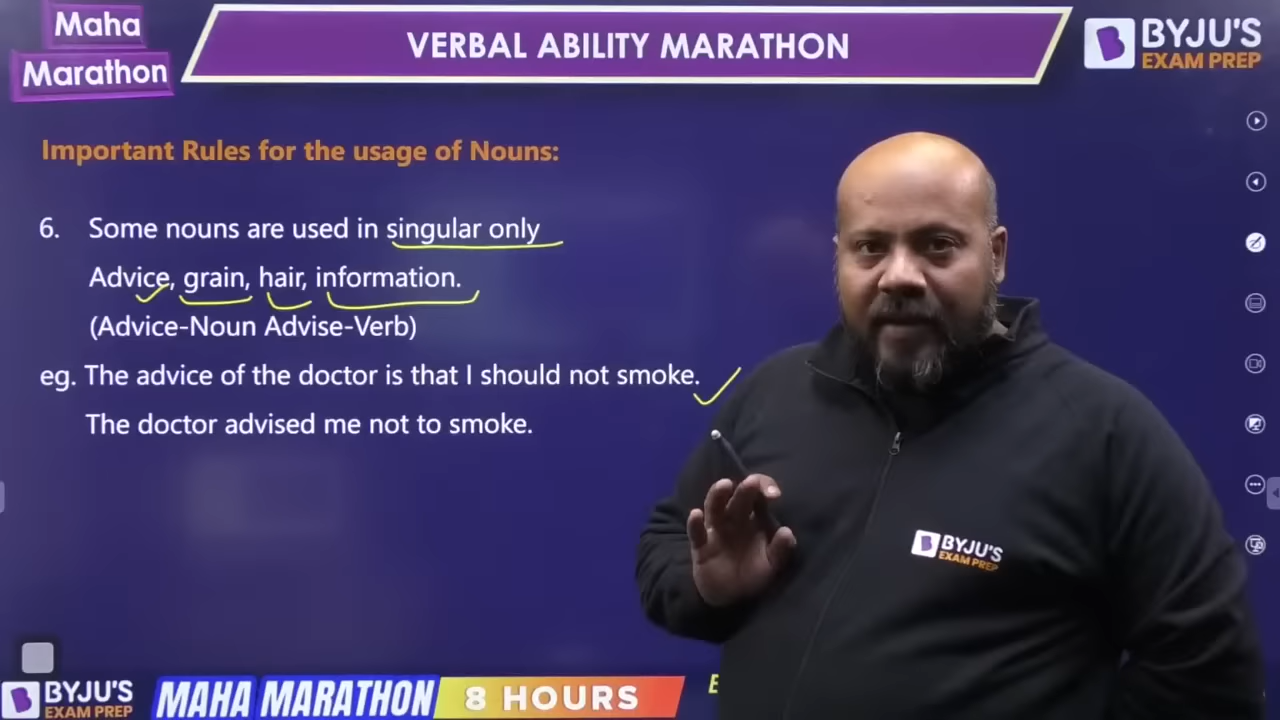 Maha
Marathon
VERBAL ABILITY MARATHON
BYJU'S
EXAM PREP
Important Rules for the usage of Nouns:
6. Some nouns are used in singular only
Advice, grain, hair, information.
(Advice-Noun Advise-Verb)
eg. The advice of the doctor is that I should not smoke.
The doctor advised me not to smoke.
BYJU'S
EXAM PREP
BYJU'S
EXAM PREP
MAHA MARATHON
8 HOURS